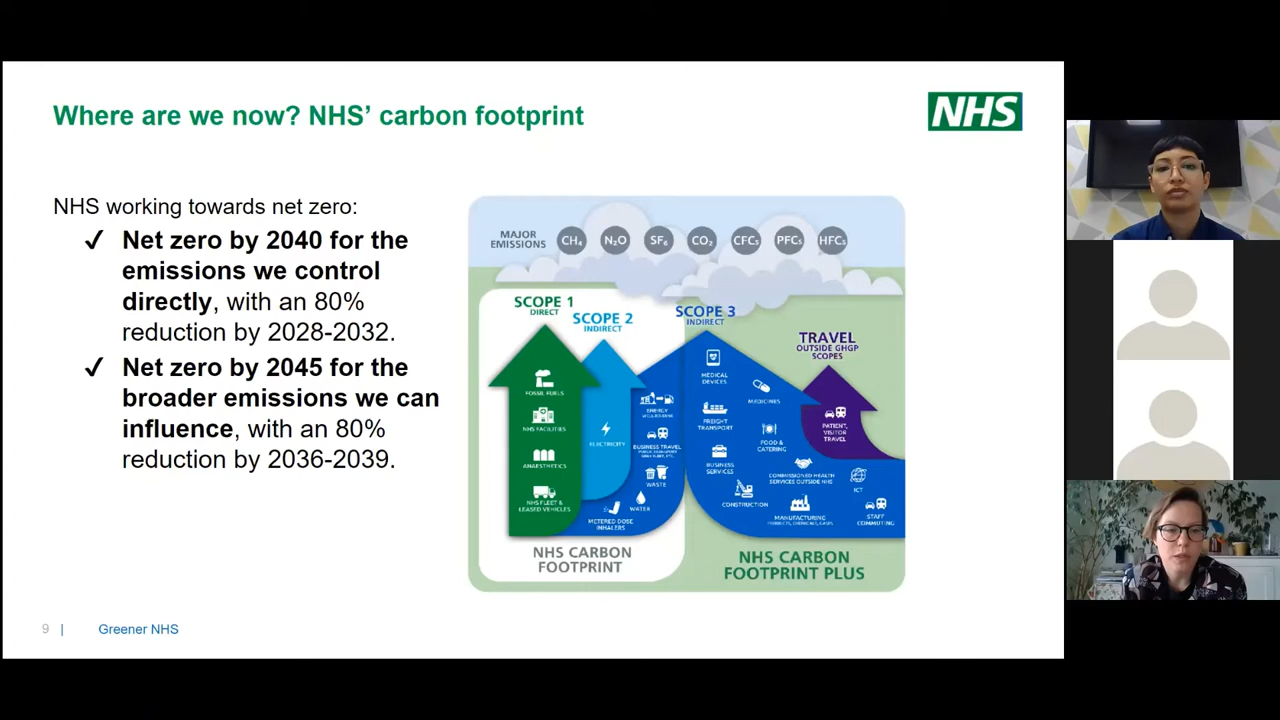 Where are we now? NHS’ carbon footprint
NHS
NHS working towards net zero:
✓ Net zero by 2040 for the
emissions we control
directly, with an 80%
reduction by 2028-2032.
✓ Net zero by 2045 for the
broader emissions we can
influence, with an 80%
reduction by 2036-2039.
MAJOR
EMISSIONS
CH₄
N₂O
SF₆
CO₂
CFCs
PFCs
HFCs
SCOPE 1
DIRECT
SCOPE 2
INDIRECT
SCOPE 3
INDIRECT
TRAVEL
OUTSIDE GHGP
SCOPES
FOSSIL FUELS
NHS FACILITIES
ANAESTHETICS
NHS FLEET &
LEASED VEHICLES
ELECTRICITY
ENERGY
BUSINESS TRAVEL
WASTE
WATER
METERED DOSE
INHALERS
MEDICAL
DEVICES
MEDICINES
FREIGHT
TRANSPORT
FOOD &
CATERING
BUSINESS
SERVICES
COMMISSIONED HEALTH
SERVICES OUTSIDE NHS
CONSTRUCTION
MANUFACTURING
ICT
STAFF
COMMUTING
PATIENT,
VISITOR
TRAVEL
NHS CARBON
FOOTPRINT
NHS CARBON
FOOTPRINT PLUS
9 |
Greener NHS